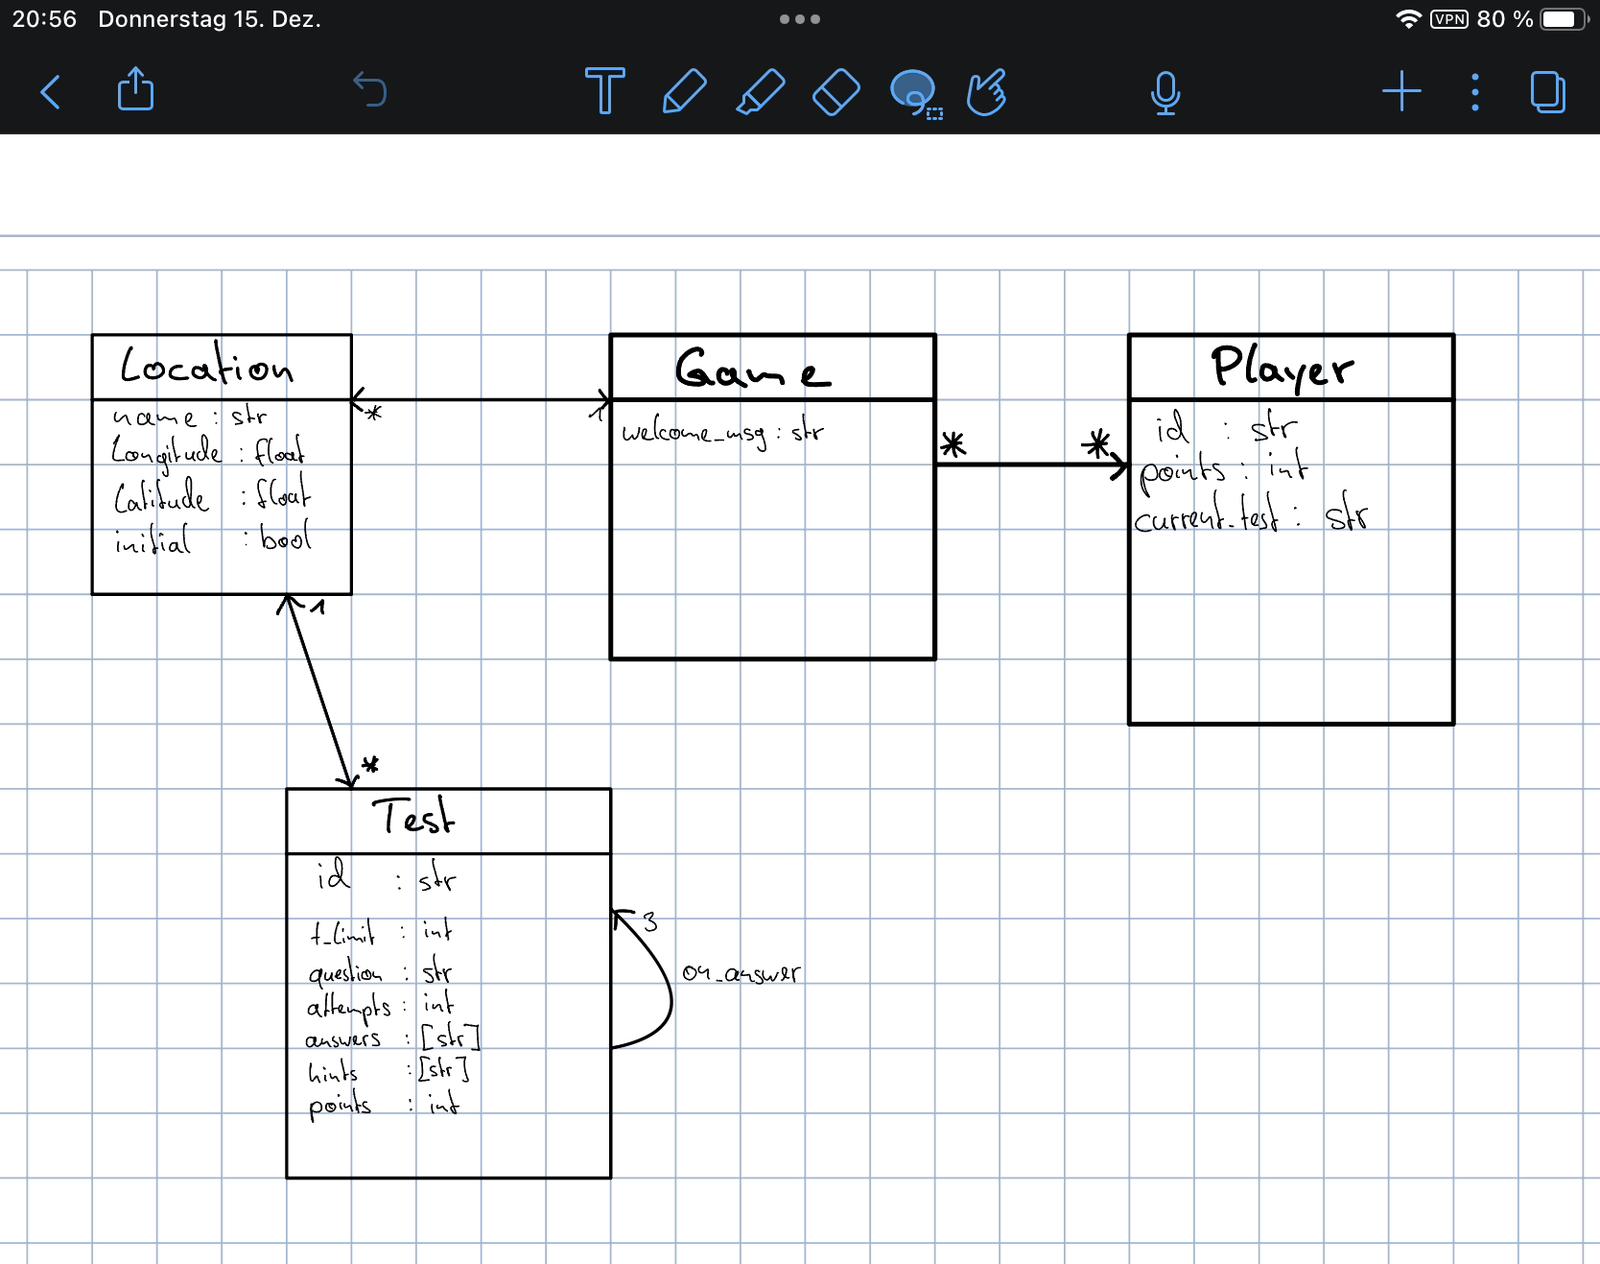 20:56 Donnerstag 15. Dez.
VPN 80 %
T
Location
name : str
Longitude : float
Latitude : float
initial : bool
*
1
Game
welcome_msg : str
*
*
Player
id : str
points : int
current_test : str
1
*
Test
id : str
t_limit : int
question : str
attempts : int
answers : [str]
hints : [str]
points : int
3
on_answer